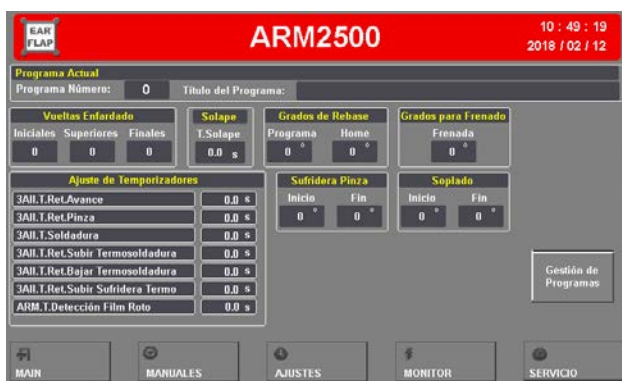 EAR
FLAP
ARM2500
10 : 49 : 19
2018 / 02 / 12
Programa Actual
Programa Número: 0 Título del Programa:
Vueltas Enfardado
Iniciales Superiores Finales
0 0 0
Solape
T.Solape
0.0 s
Grados de Rebase
Programa Home
0 ° 0 °
Grados para Frenado
Frenada
0 °
Ajuste de Temporizadores
3All.T.Ret.Avance 0.0 s
3All.T.Ret.Pinza 0.0 s
3All.T.Soldadura 0.0 s
3All.T.Ret.Subir Termosoldadura 0.0 s
3All.T.Ret.Bajar Termosoldadura 0.0 s
3All.T.Ret.Subir Sufridera Termo 0.0 s
ARM.T.Detección Film Roto 0.0 s
Sufridera Pinza
Inicio Fin
0 ° 0 °
Soplado
Inicio Fin
0 ° 0 °
Gestión de
Programas
MAIN MANUALES AJUSTES MONITOR SERVICIO